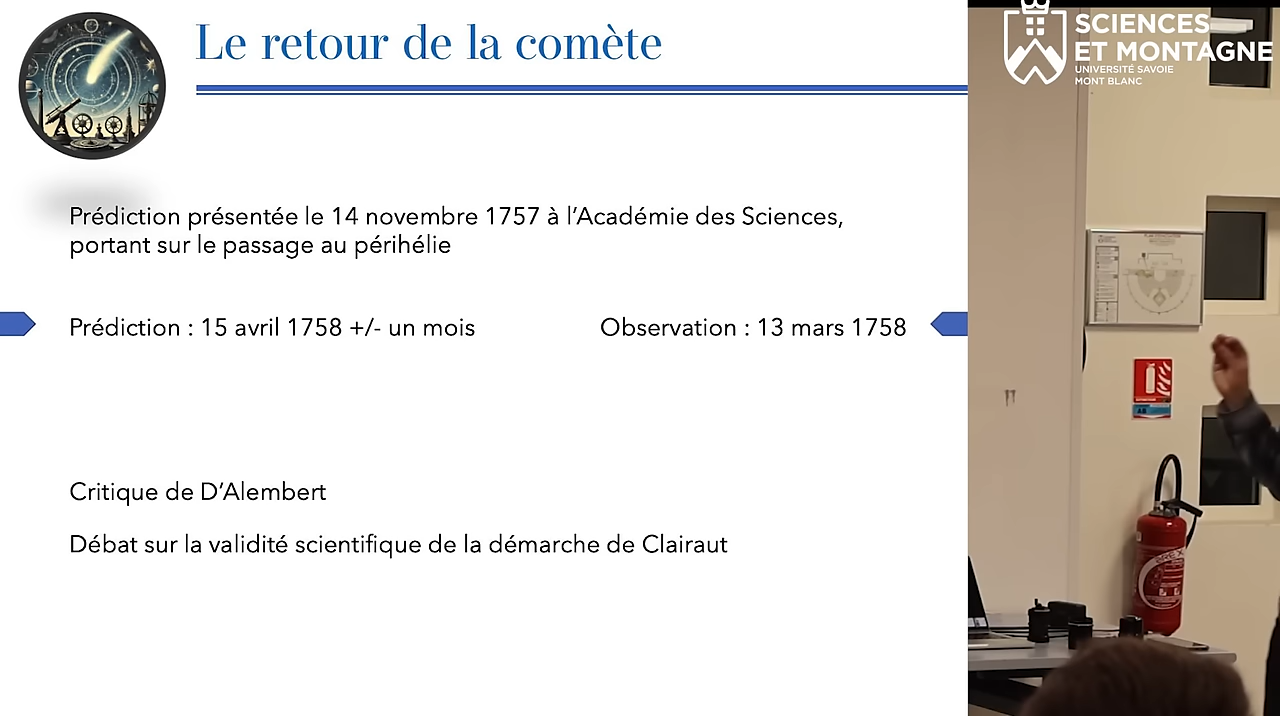 Le retour de la comète
SCIENCES
ET MONTAGNE
UNIVERSITÉ SAVOIE
MONT BLANC
Prédiction présentée le 14 novembre 1757 à l'Académie des Sciences,
portant sur le passage au périhélie
Prédiction : 15 avril 1758 +/- un mois
Observation : 13 mars 1758
Critique de D'Alembert
Débat sur la validité scientifique de la démarche de Clairaut